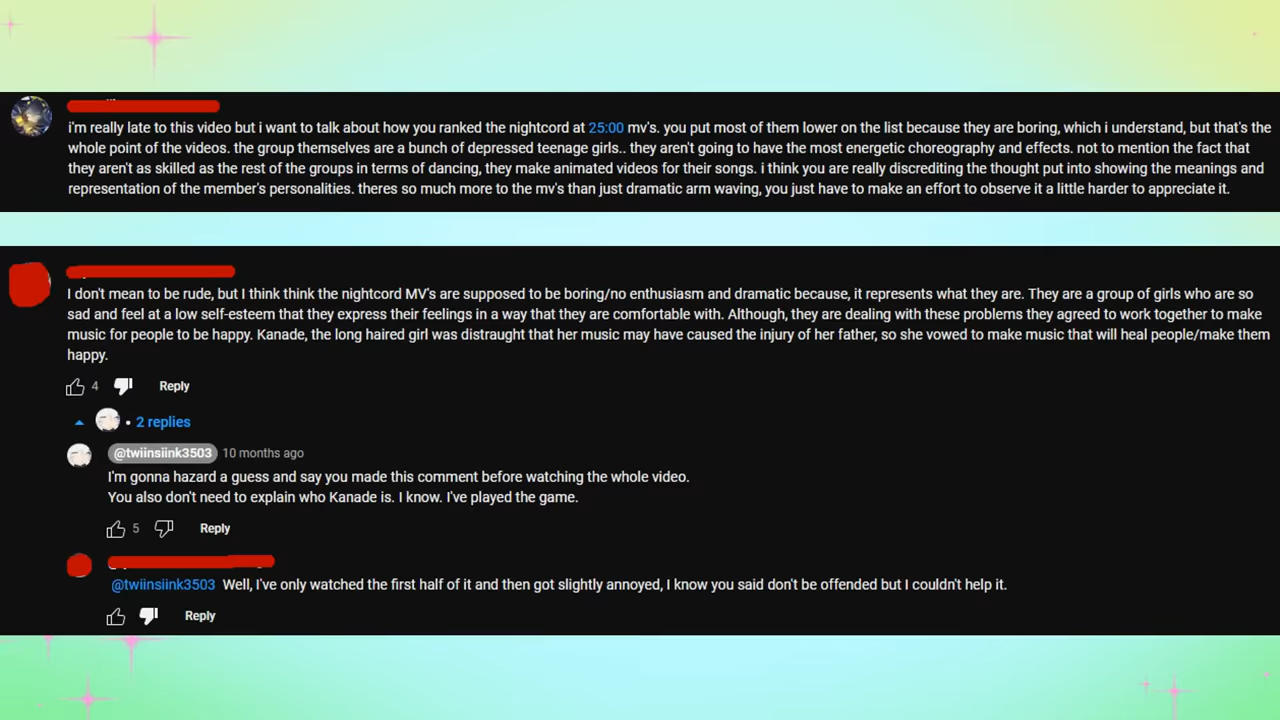 i'm really late to this video but i want to talk about how you ranked the nightcord at 25:00 mv's. you put most of them lower on the list because they are boring, which i understand, but that's the
whole point of the videos. the group themselves are a bunch of depressed teenage girls.. they aren't going to have the most energetic choreography and effects. not to mention the fact that
they aren't as skilled as the rest of the groups in terms of dancing, they make animated videos for their songs. i think you are really discrediting the thought put into showing the meanings and
representation of the member's personalities. theres so much more to the mv's than just dramatic arm waving, you just have to make an effort to observe it a little harder to appreciate it.
I don't mean to be rude, but I think think the nightcord MV's are supposed to be boring/no enthusiasm and dramatic because, it represents what they are. They are a group of girls who are so
sad and feel at a low self-esteem that they express their feelings in a way that they are comfortable with. Although, they are dealing with these problems they agreed to work together to make
music for people to be happy. Kanade, the long haired girl was distraught that her music may have caused the injury of her father, so she vowed to make music that will heal people/make them
happy.
4 Reply
• 2 replies
@twiinsiink3503 10 months ago
I'm gonna hazard a guess and say you made this comment before watching the whole video.
You also don't need to explain who Kanade is. I know. I've played the game.
5 Reply
@twiinsiink3503 Well, I've only watched the first half of it and then got slightly annoyed, I know you said don't be offended but I couldn't help it.
Reply